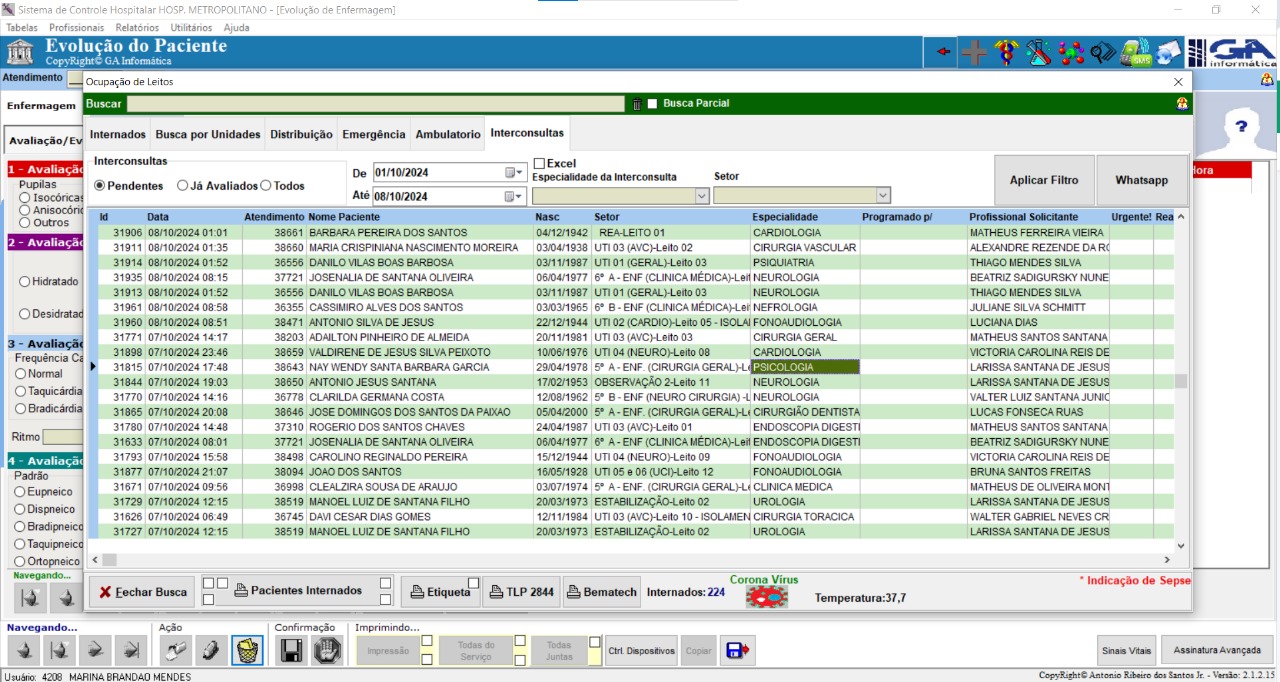 Sistema de Controle Hospitalar HOSP. METROPOLITANO - [Evolução de Enfermagem]
Tabelas Profissionais Relatórios Utilitários Ajuda
Evolução do Paciente
CopyRight© GA Informática
GA
informática
SMS
Atendimento
Ocupação de Leitos
Enfermagem
Buscar
Busca Parcial
Avaliação/Ev
Internados Busca por Unidades Distribuição Emergência Ambulatorio Interconsultas
1 - Avaliação
Pupilas
Isocóricas
Anisocóric
Outros
2 - Avaliação
Hidratado
Desidratad
3 - Avaliação
Frequência Ca
Normal
Taquicárdia
Bradicárdia
Ritmo
4 - Avaliação
Padrão
Eupneico
Dispneico
Bradipneico
Taquipneico
Ortopneico
Navegando...
Hora
Interconsultas
Pendentes Já Avaliados Todos
De 01/10/2024
Até 08/10/2024
Excel
Especialidade da Interconsulta Setor
Aplicar Filtro Whatsapp
Id Data Atendimento Nome Paciente Nasc Setor Especialidade Programado p/ Profissional Solicitante Urgente! Rea
31906 08/10/2024 01:01 38661 BARBARA PEREIRA DOS SANTOS 04/12/1942 REA-LEITO 01 CARDIOLOGIA MATHEUS FERREIRA VIEIRA
31911 08/10/2024 01:35 38660 MARIA CRISPINIANA NASCIMENTO MOREIRA 03/04/1938 UTI 03 (AVC)-Leito 02 CIRURGIA VASCULAR ALEXANDRE REZENDE DA RO
31914 08/10/2024 01:52 36556 DANILO VILAS BOAS BARBOSA 03/11/1987 UTI 01 (GERAL)-Leito 03 PSIQUIATRIA THIAGO MENDES SILVA
31935 08/10/2024 08:15 37721 JOSENALIA DE SANTANA OLIVEIRA 06/04/1977 6º A - ENF (CLINICA MÉDICA)-Leit NEUROLOGIA BEATRIZ SADIGURSKY NUNE
31913 08/10/2024 01:52 36556 DANILO VILAS BOAS BARBOSA 03/11/1987 UTI 01 (GERAL)-Leito 03 NEUROLOGIA THIAGO MENDES SILVA
31961 08/10/2024 08:58 36355 CASSIMIRO ALVES DOS SANTOS 03/03/1965 6º B - ENF (CLINICA MÉDICA)-Leit NEFROLOGIA JULIANE SILVA SCHMITT
31960 08/10/2024 08:51 38471 ANTONIO SILVA DE JESUS 22/12/1944 UTI 02 (CARDIO)-Leito 05 - ISOLAI FONOAUDIOLOGIA LUCIANA DIAS
31771 07/10/2024 14:17 38203 ADAILTON PINHEIRO DE ALMEIDA 20/11/1981 UTI 03 (AVC)-Leito 03 CIRURGIA GERAL MATHEUS SANTOS SANTANA
31898 07/10/2024 23:46 38659 VALDIRENE DE JESUS SILVA PEIXOTO 10/06/1976 UTI 04 (NEURO)-Leito 08 CARDIOLOGIA VICTORIA CAROLINA REIS DE
31815 07/10/2024 17:48 38643 NAY WENDY SANTA BARBARA GARCIA 29/04/1978 5º A - ENF. (CIRURGIA GERAL)-L PSICOLOGIA LARISSA SANTANA DE JESUS
31844 07/10/2024 19:03 38650 ANTONIO JESUS SANTANA 17/02/1953 OBSERVAÇÃO 2-Leito 11 NEUROLOGIA LARISSA SANTANA DE JESUS
31770 07/10/2024 14:16 36778 CLARILDA GERMANA COSTA 12/08/1962 5º B - ENF (NEURO CIRURGIA) -L NEUROLOGIA VALTER LUIZ SANTANA JUNIC
31865 07/10/2024 20:08 38646 JOSE DOMINGOS DOS SANTOS DA PAIXAO 05/04/2000 5º A - ENF. (CIRURGIA GERAL)-L CIRURGIÃO DENTISTA LUCAS FONSECA RUAS
31780 07/10/2024 14:48 37310 ROGERIO DOS SANTOS CHAVES 24/04/1987 UTI 03 (AVC)-Leito 01 ENDOSCOPIA DIGESTI MATHEUS SANTOS SANTANA
31633 07/10/2024 08:01 37721 JOSENALIA DE SANTANA OLIVEIRA 06/04/1977 6º A - ENF (CLINICA MÉDICA)-Leit ENDOSCOPIA DIGESTI BEATRIZ SADIGURSKY NUNE
31793 07/10/2024 15:58 38498 CAROLINO REGINALDO PEREIRA 15/12/1944 UTI 04 (NEURO)-Leito 09 FONOAUDIOLOGIA VICTORIA CAROLINA REIS DE
31877 07/10/2024 21:07 38094 JOAO DOS SANTOS 16/05/1928 UTI 05 e 06 (UCI)-Leito 12 FONOAUDIOLOGIA BRUNA SANTOS FREITAS
31671 07/10/2024 09:56 36998 CLEALZIRA SOUSA DE ARAUJO 03/07/1974 5º A - ENF. (CIRURGIA GERAL)-L CLINICA MEDICA MATHEUS DE OLIVEIRA MONT
31729 07/10/2024 12:15 38519 MANOEL LUIZ DE SANTANA FILHO 20/03/1973 ESTABILIZAÇÃO-Leito 02 UROLOGIA LARISSA SANTANA DE JESUS
31626 07/10/2024 06:49 36745 DAVI CESAR DIAS GOMES 12/11/1984 UTI 03 (AVC)-Leito 10 - ISOLAMEN CIRURGIA TORACICA WALTER GABRIEL NEVES CR
31727 07/10/2024 12:15 38519 MANOEL LUIZ DE SANTANA FILHO 20/03/1973 ESTABILIZAÇÃO-Leito 02 UROLOGIA LARISSA SANTANA DE JESUS
Fechar Busca Pacientes Internados Etiqueta TLP 2844 Bematech Internados:224
Corona Vírus
Temperatura:37,7
* Indicação de Sepse
Navegando... Ação Confirmação Imprimindo...
Impressão
Todas do Serviço
Todas Juntas
Ctrl. Dispositivos
Copiar
Sinais Vitais
Assinatura Avançada
Usuário: 4208 MARINA BRANDAO MENDES
CopyRight© Antonio Ribeiro dos Santos Jr. - Versão: 2.1.2.15